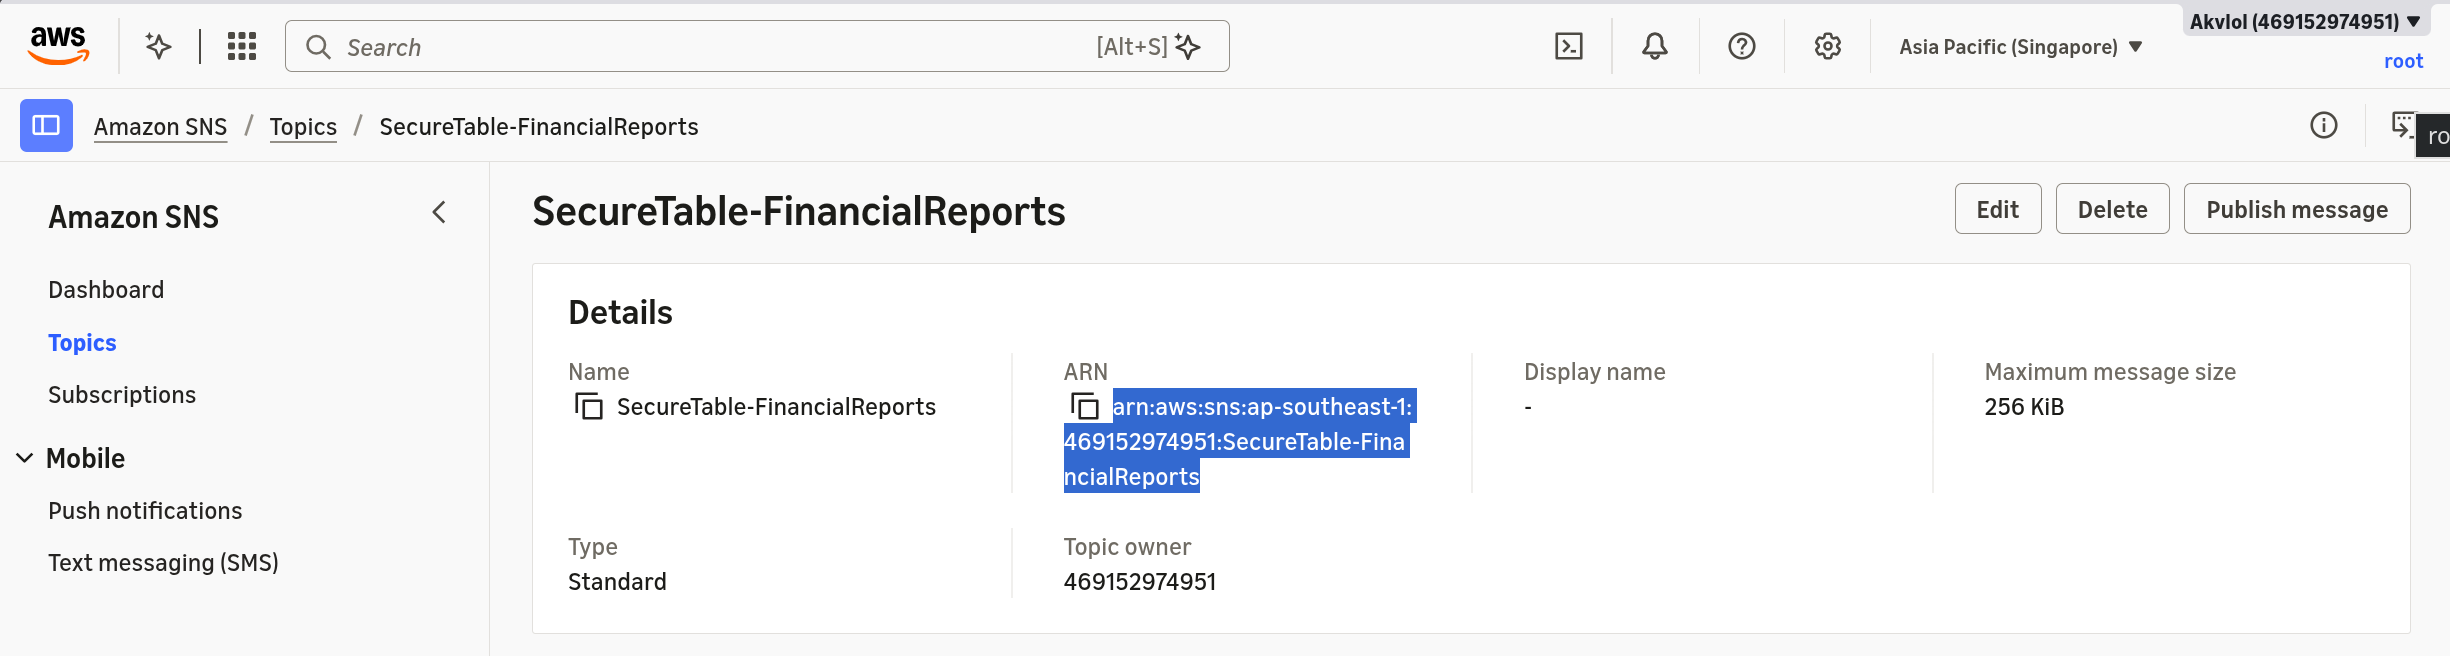 aws
Search [Alt+S]
Asia Pacific (Singapore)
Akvlol (469152974951)
root
Amazon SNS / Topics / SecureTable-FinancialReports
ro
Amazon SNS
Dashboard
Topics
Subscriptions
Mobile
Push notifications
Text messaging (SMS)
SecureTable-FinancialReports
Edit
Delete
Publish message
Details
Name
SecureTable-FinancialReports
ARN
arn:aws:sns:ap-southeast-1:
469152974951:SecureTable-Fina
ncialReports
Display name
-
Maximum message size
256 KiB
Type
Standard
Topic owner
469152974951